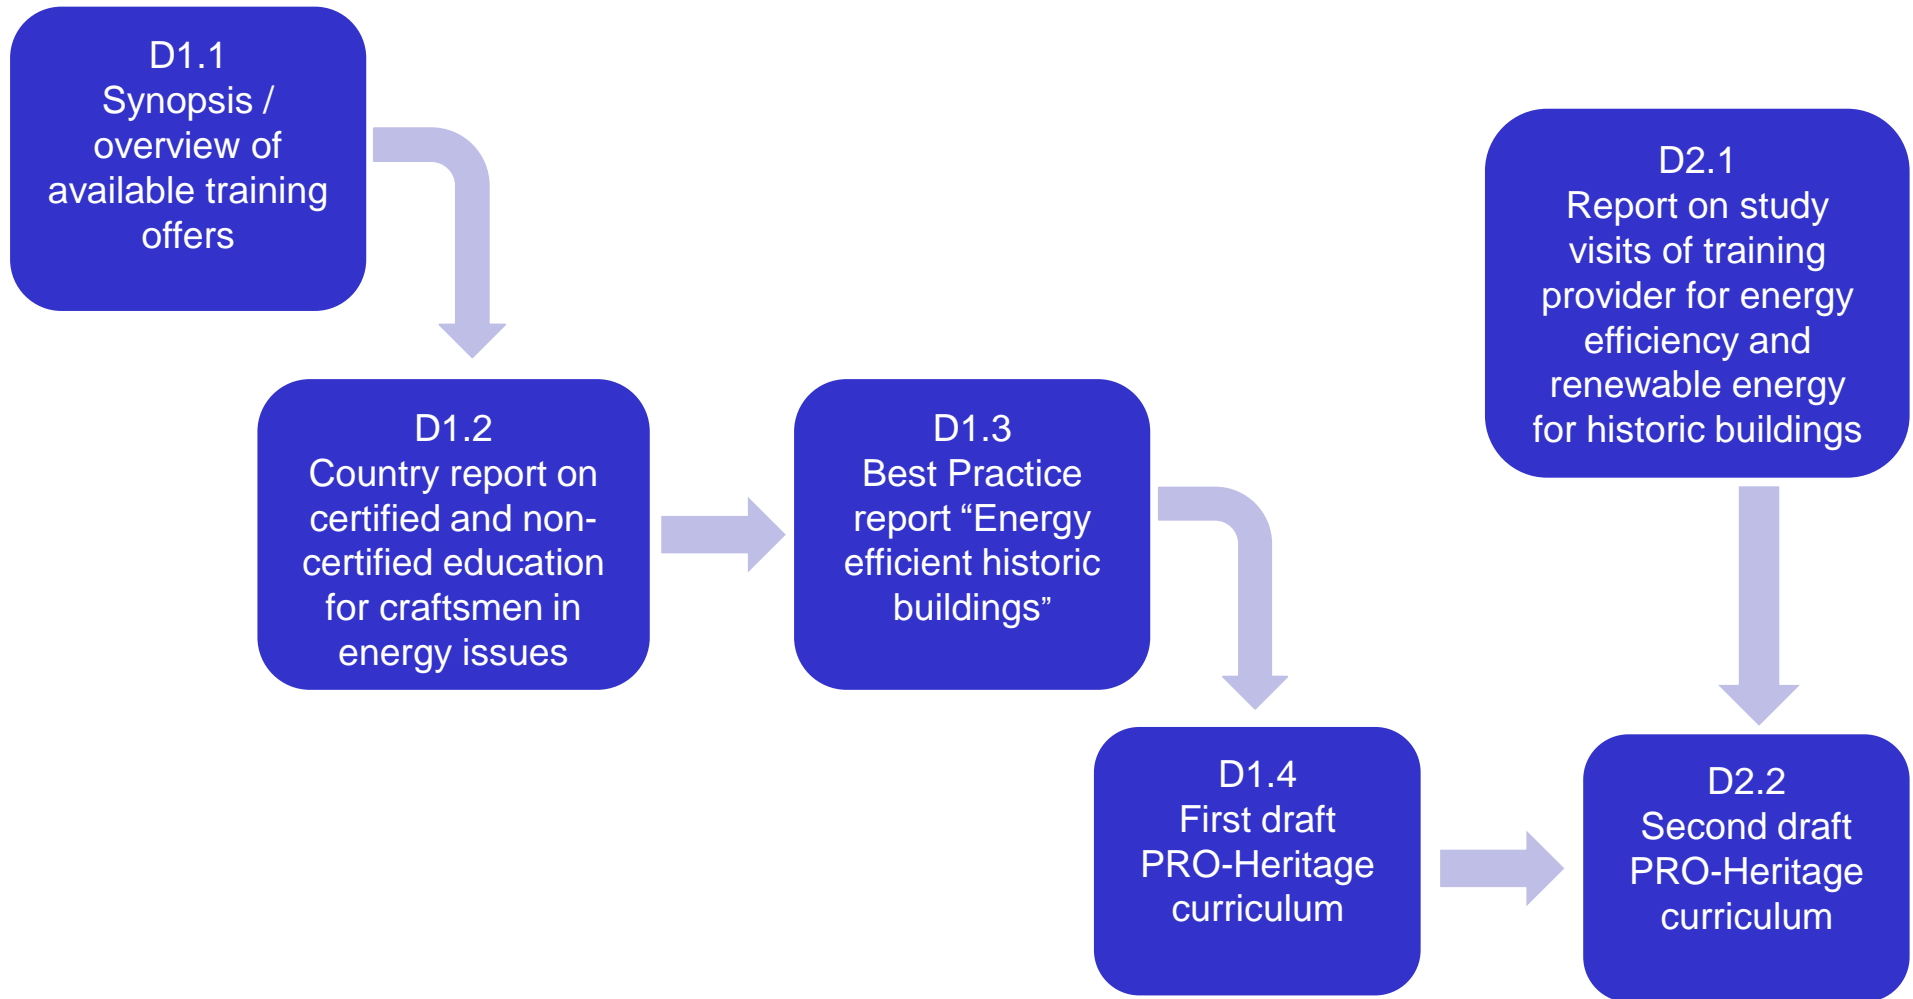 D1.1
Synopsis /
overview of
available training
offers
D1.2
Country report on
certified and non-
certified education
for craftsmen in
energy issues
D1.3
Best Practice
report “Energy
efficient historic
buildings”
D1.4
First draft
PRO-Heritage
curriculum
D2.1
Report on study
visits of training
provider for energy
efficiency and
renewable energy
for historic buildings
D2.2
Second draft
PRO-Heritage
curriculum